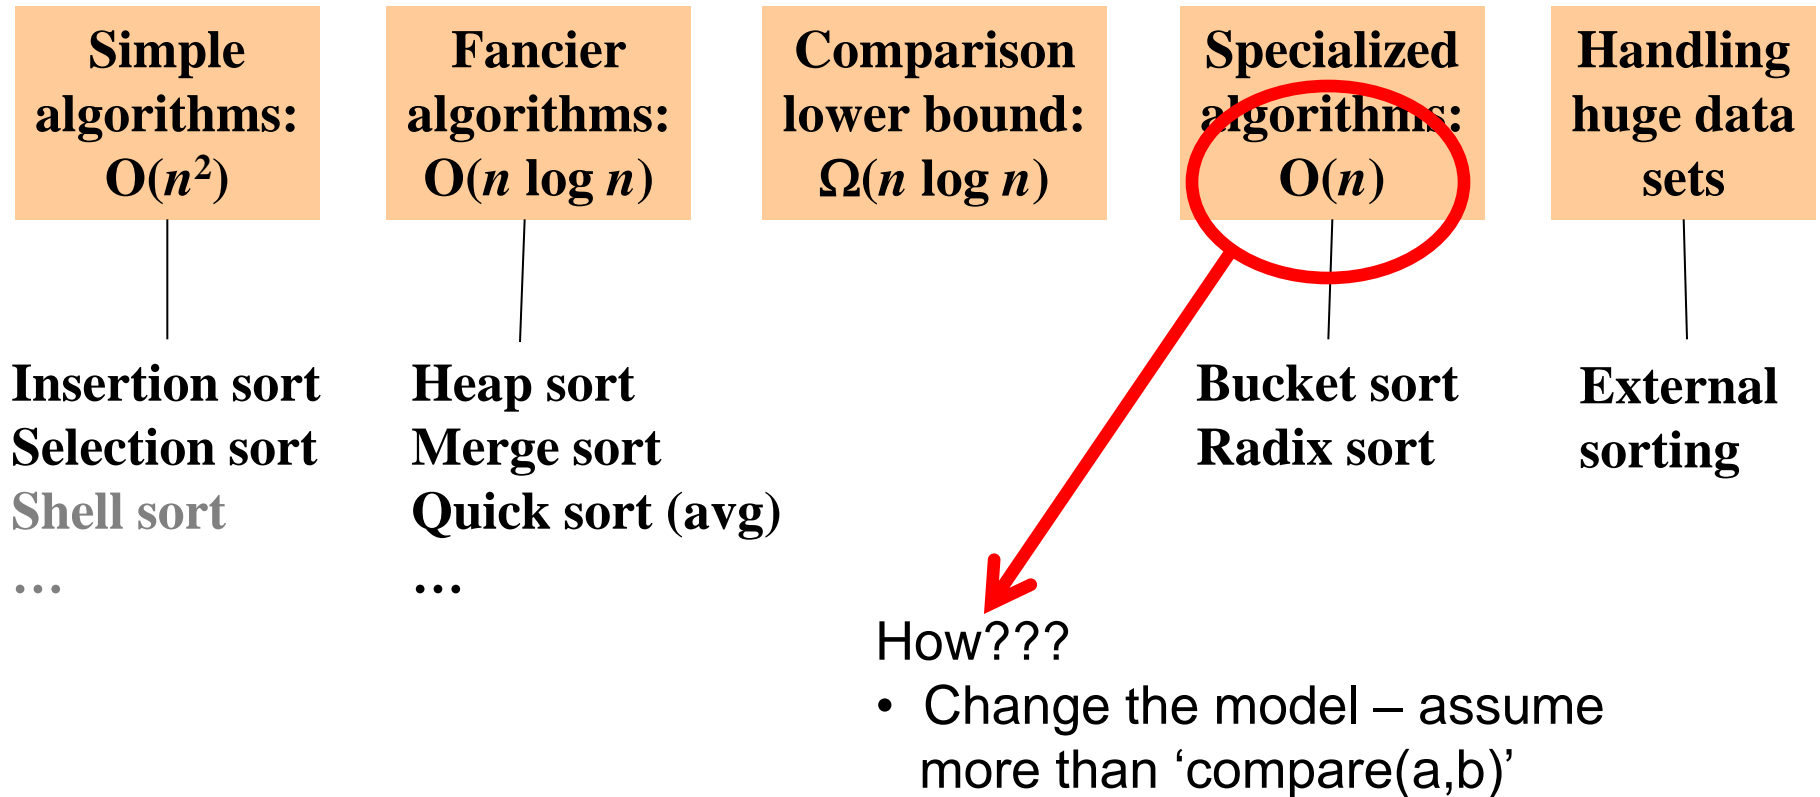 Simple
algorithms:
O(n²)
Fancier
algorithms:
O(n log n)
Comparison
lower bound:
Ω(n log n)
Specialized
algorithms:
O(n)
Handling
huge data
sets
Insertion sort
Selection sort
Shell sort
…
Heap sort
Merge sort
Quick sort (avg)
…
Bucket sort
Radix sort
External
sorting
How???
• Change the model – assume
more than ‘compare(a,b)’